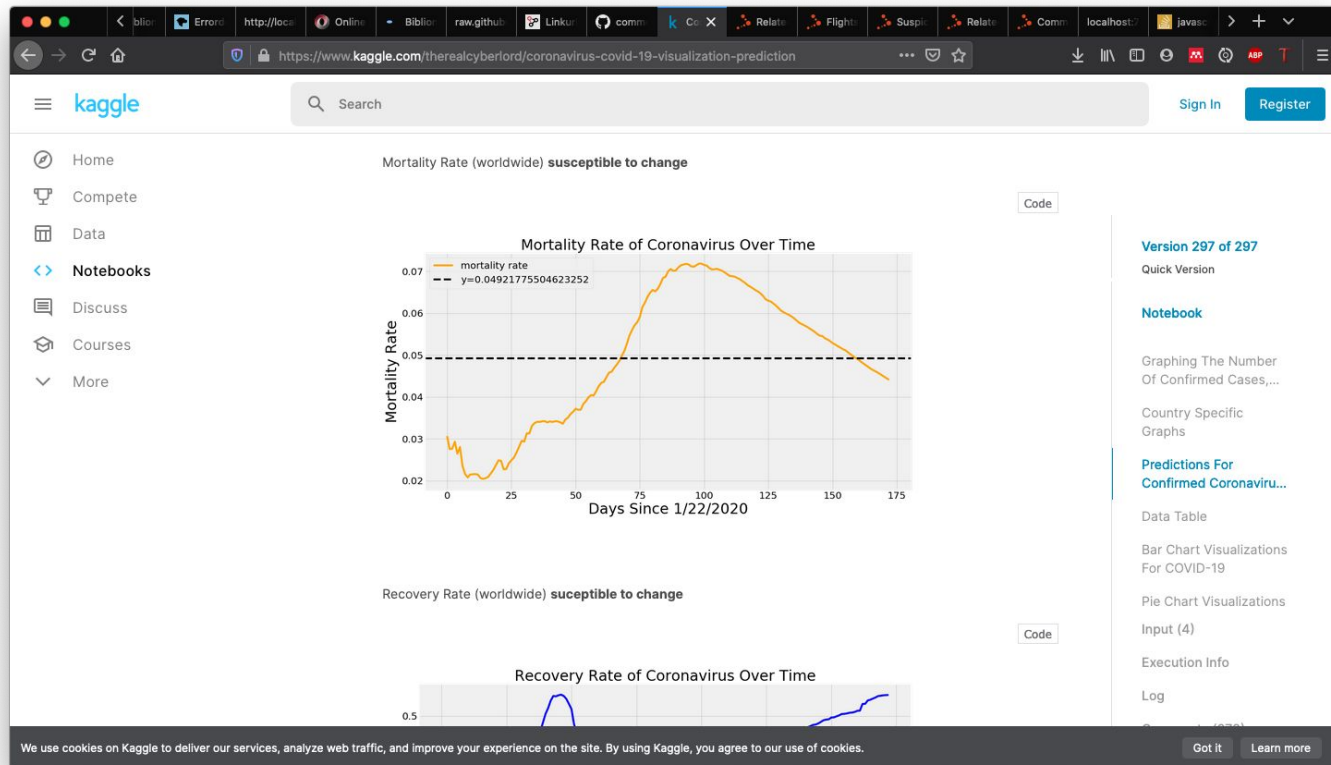 blior
Errord
http://loca
Online
Biblior
raw.github
Linkur
comm
k
Co
Relate
Flights
Suspic
Relate
Comm
localhost:7
javasc
https://www.kaggle.com/therealcyberlord/coronavirus-covid-19-visualization-prediction
ABP
kaggle
Search
Sign In
Register
Home
Compete
Data
Notebooks
Discuss
Courses
More
Mortality Rate (worldwide) susceptible to change
Code
Mortality Rate of Coronavirus Over Time
mortality rate
y=0.04921775504623252
0.07
0.06
0.05
0.04
0.03
0.02
Mortality Rate
0 25 50 75 100 125 150 175
Days Since 1/22/2020
Recovery Rate (worldwide) suceptible to change
Code
Recovery Rate of Coronavirus Over Time
0.5
Version 297 of 297
Quick Version
Notebook
Graphing The Number
Of Confirmed Cases,...
Country Specific
Graphs
Predictions For
Confirmed Coronaviru...
Data Table
Bar Chart Visualizations
For COVID-19
Pie Chart Visualizations
Input (4)
Execution Info
Log
We use cookies on Kaggle to deliver our services, analyze web traffic, and improve your experience on the site. By using Kaggle, you agree to our use of cookies.
Got it
Learn more